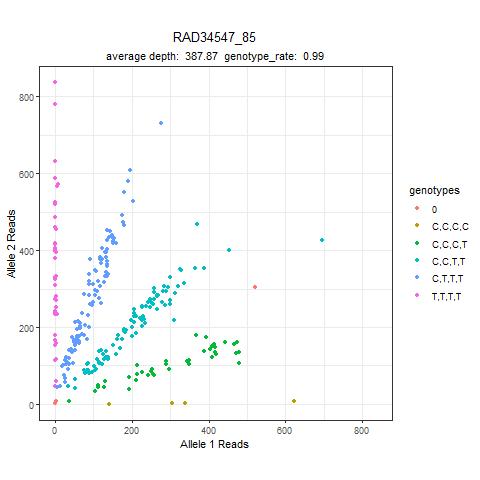 RAD34547_85
average depth:  387.87  genotype_rate:  0.99
Allele 2 Reads
800
600
400
200
0
0 200 400 600 800
Allele 1 Reads
genotypes
0
C,C,C,C
C,C,C,T
C,C,T,T
C,T,T,T
T,T,T,T